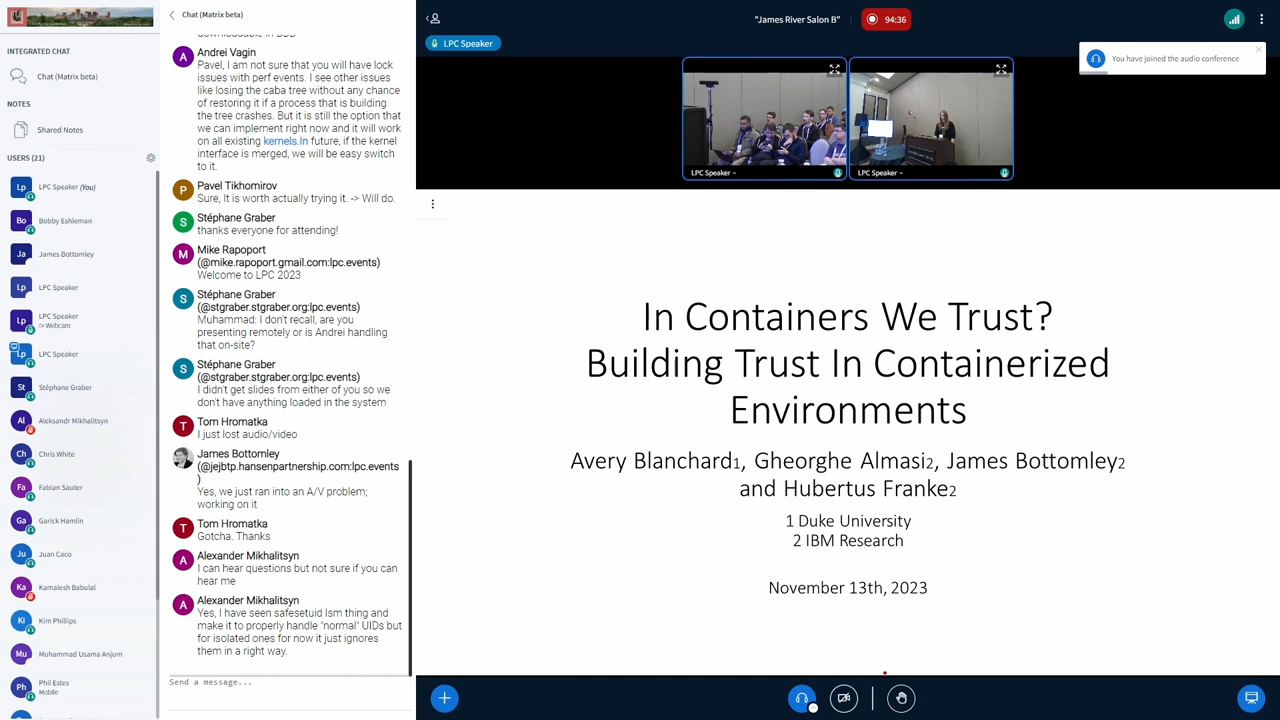 INTEGRATED CHAT
Chat (Matrix beta)
NOTES
Shared Notes
USERS (21)
Lp
LPC Speaker (You)
Bo
Bobby Eshleman
Ja
James Bottomley
Lp
LPC Speaker
Lp
LPC Speaker
=> Webcam
Lp
LPC Speaker
St
Stéphane Graber
Al
Aleksandr Mikhalitsyn
Ch
Chris White
Fa
Fabian Sauter
Ga
Garick Hamlin
Ju
Juan Caco
Ka
Kamalesh Babulal
Ki
Kim Phillips
Mu
Muhammad Usama Anjum
Ph
Phil Estes
Mobile
Chat (Matrix beta)
A
Andrei Vagin
Pavel, I am not sure that you will have lock
issues with perf events. I see other issues
like losing the caba tree without any chance
of restoring it if a process that is building
the tree crashes. But it is still the option that
we can implement right now and it will work
on all existing kernels.In future, if the kernel
interface is merged, we will be easy switch
to it.
P
Pavel Tikhomirov
Sure, It is worth actually trying it. -> Will do.
S
Stéphane Graber
thanks everyone for attending!
M
Mike Rapoport
(@mike.rapoport.gmail.com:lpc.events)
Welcome to LPC 2023
S
Stéphane Graber
(@stgraber.stgraber.org:lpc.events)
Muhammad: I don't recall, are you
presenting remotely or is Andrei handling
that on-site?
S
Stéphane Graber
(@stgraber.stgraber.org:lpc.events)
I didn't get slides from either of you so we
don't have anything loaded in the system
T
Tom Hromatka
I just lost audio/video
James Bottomley
(@jejbtp.hansenpartnership.com:lpc.events
)
Yes, we just ran into an A/V problem;
working on it
T
Tom Hromatka
Gotcha. Thanks
A
Alexander Mikhalitsyn
I can hear questions but not sure if you can
hear me
A
Alexander Mikhalitsyn
Yes, I have seen safesetuid lsm thing and
make it to properly handle "normal" UIDs but
for isolated ones for now it just ignores
them in a right way.
Send a message...
"James River Salon B"
94:36
LPC Speaker
You have joined the audio conference
LPC Speaker
LPC Speaker
In Containers We Trust?
Building Trust In Containerized
Environments
Avery Blanchard1, Gheorghe Almasi2, James Bottomley2
and Hubertus Franke2
1 Duke University
2 IBM Research
November 13th, 2023